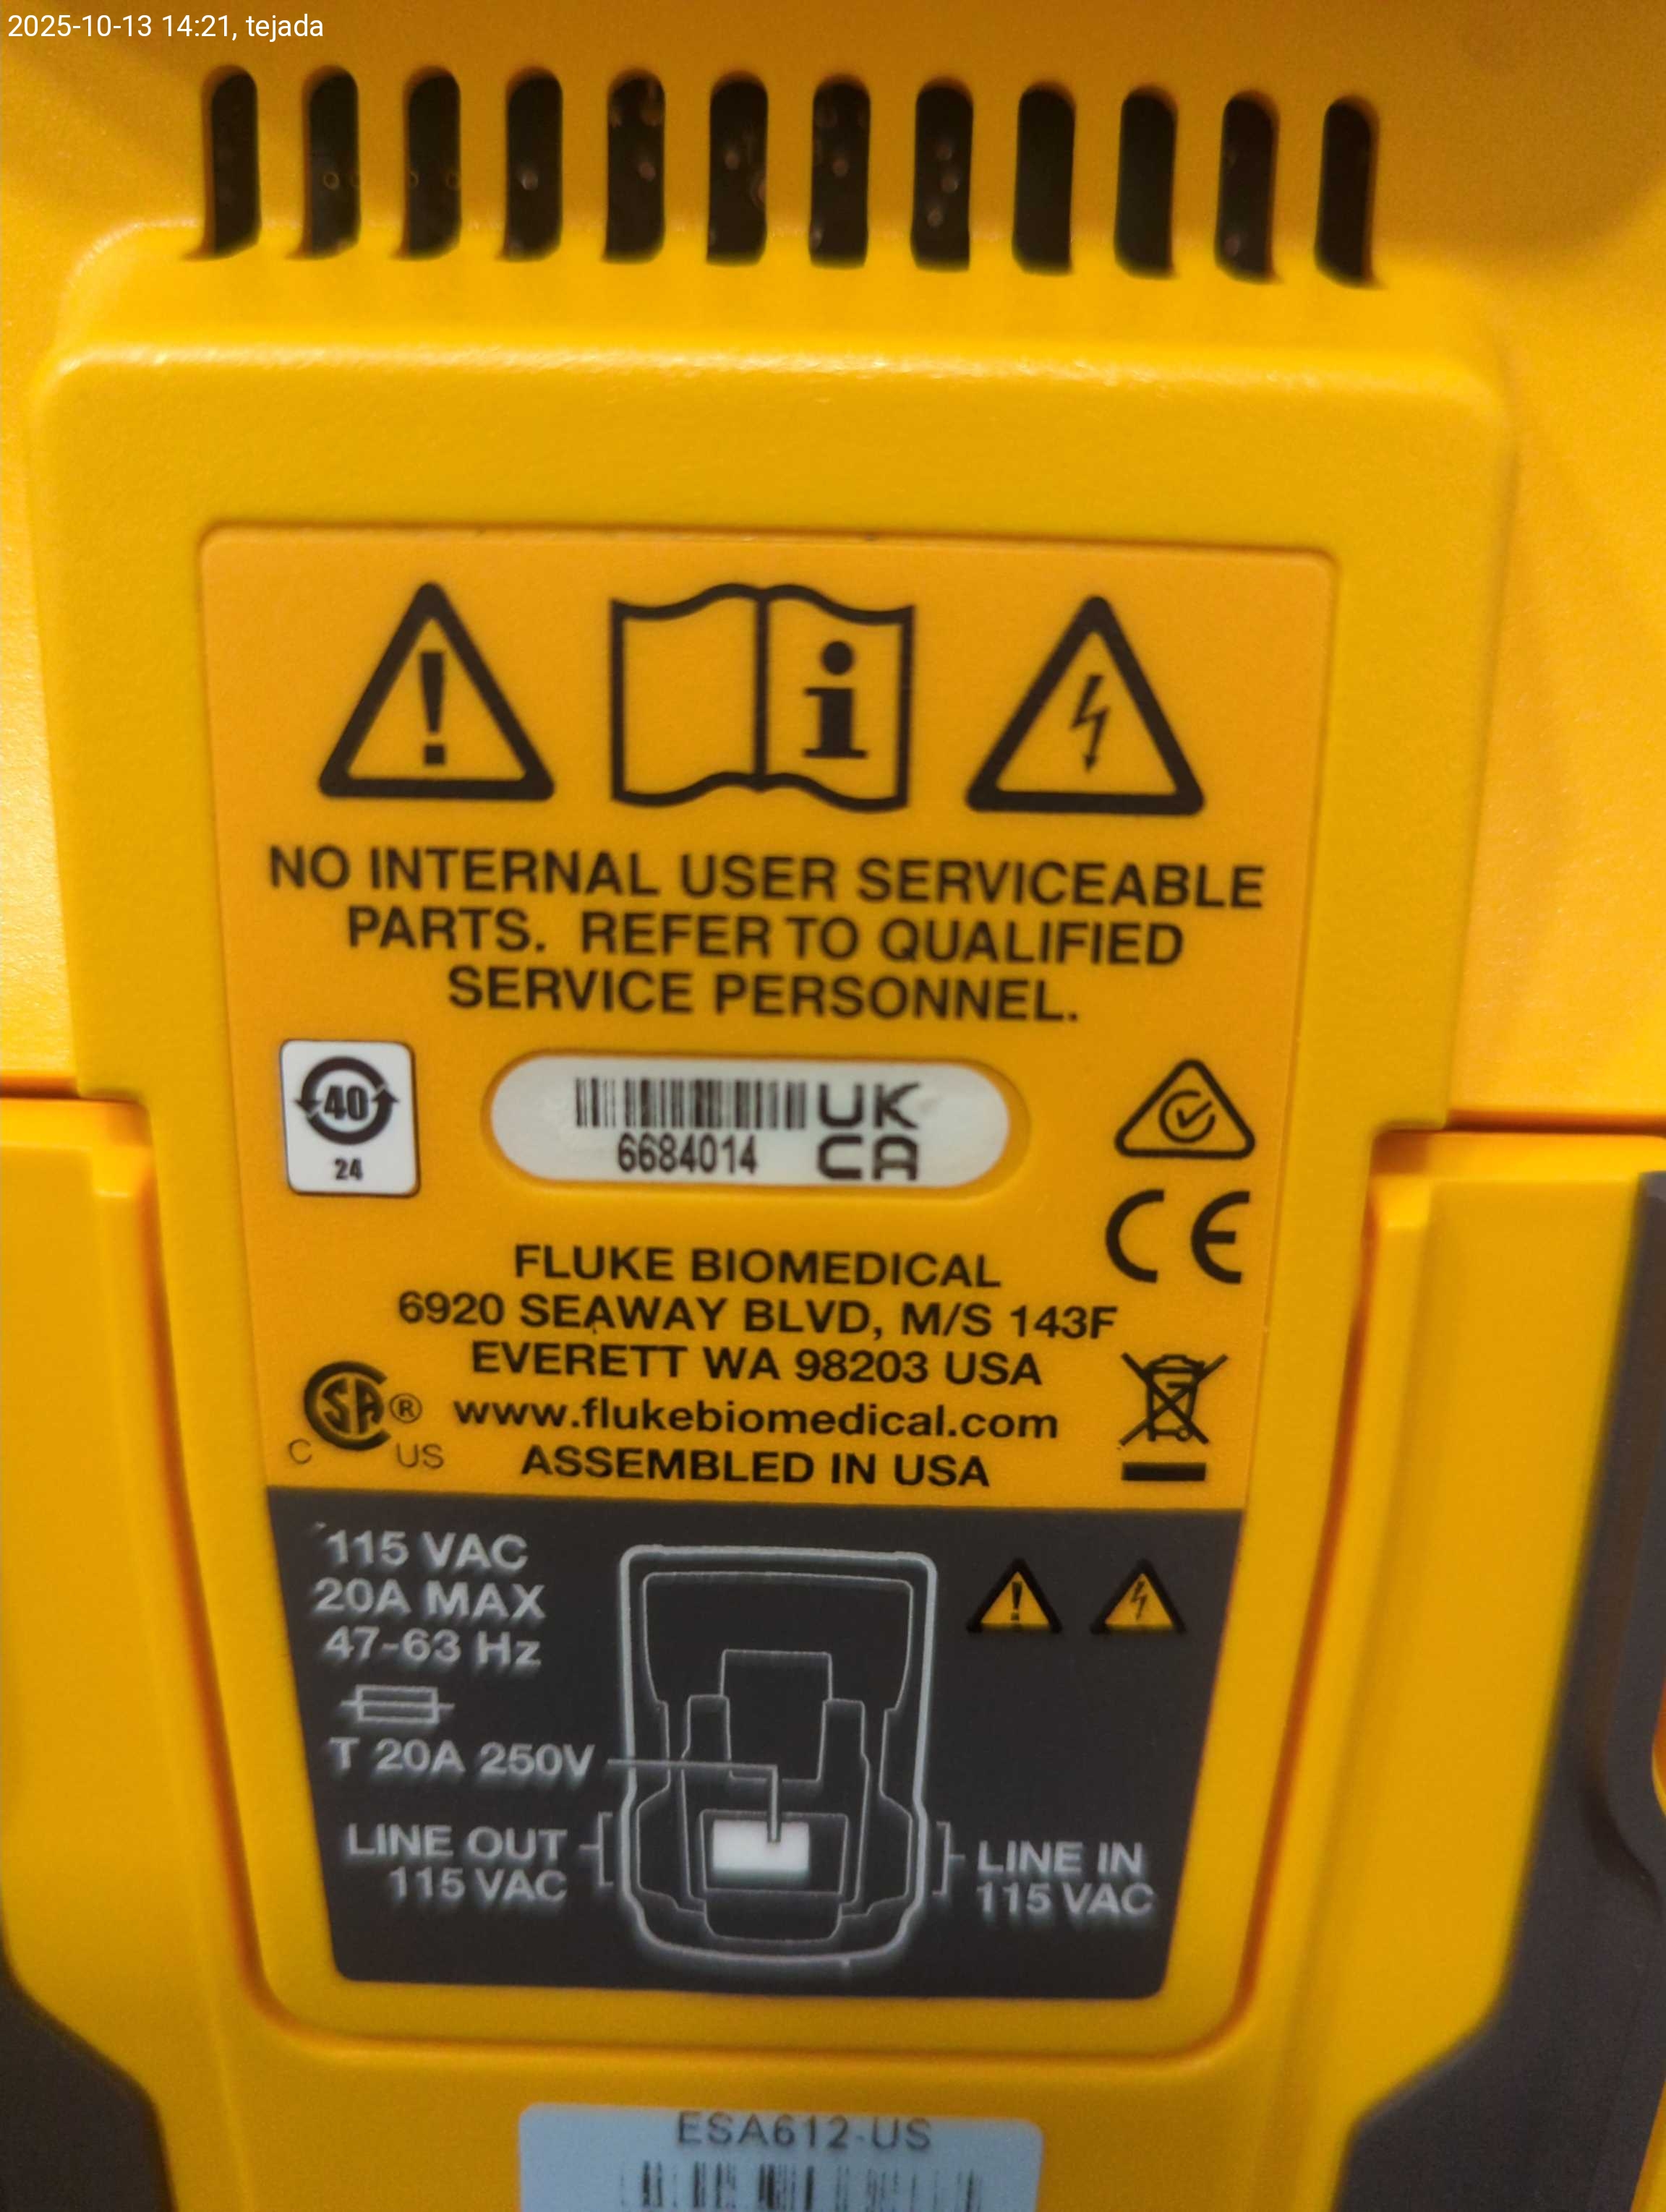 2025-10-13 14:21, tejada
NO INTERNAL USER SERVICEABLE
PARTS. REFER TO QUALIFIED
SERVICE PERSONNEL.
40
24
6684014
UK
CA
CE
FLUKE BIOMEDICAL
6920 SEAWAY BLVD, M/S 143F
EVERETT WA 98203 USA
www.flukebiomedical.com
ASSEMBLED IN USA
SA®
C US
115 VAC
20A MAX
47-63 Hz
T 20A 250V
LINE OUT
115 VAC
LINE IN
115 VAC
ESA612-US